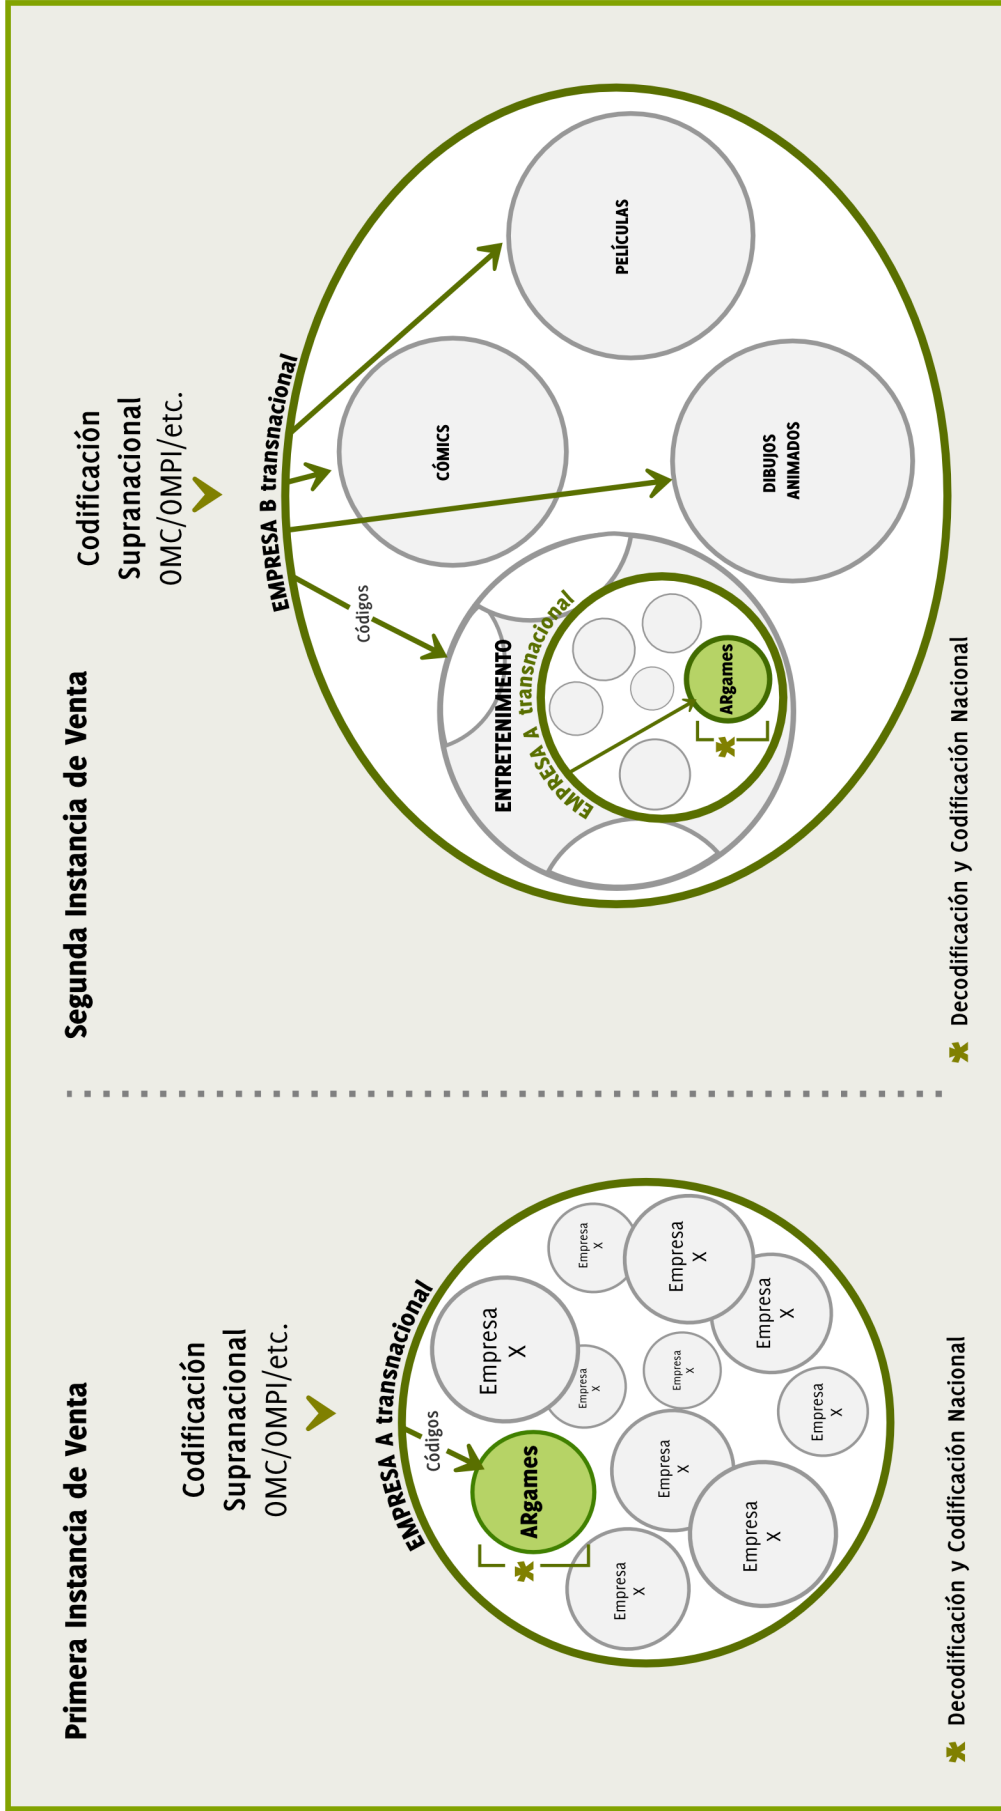 Primera Instancia de Venta
Codificación
Supranacional
OMC/OMPI/etc.
EMPRESA A transnacional
Códigos
ARgames
*
Empresa
X
Empresa
X
Empresa
X
Empresa
X
Empresa
X
Empresa
X
Empresa
X
Empresa
X
Empresa
X
Empresa
X
* Decodificación y Codificación Nacional
Segunda Instancia de Venta
Codificación
Supranacional
OMC/OMPI/etc.
EMPRESA B transnacional
Códigos
ENTRETENIMIENTO
EMPRESA A transnacional
ARgames
*
CÓMICS
PELÍCULAS
DIBUJOS
ANIMADOS
* Decodificación y Codificación Nacional